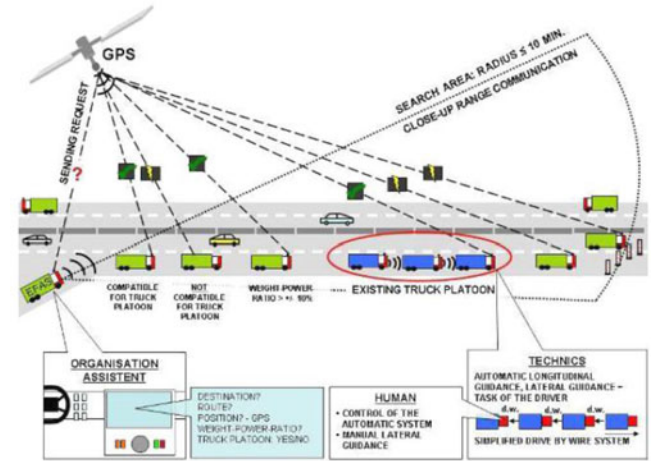 GPS
SENDING REQUEST
?
SEARCH AREA: RADIUS ≤ 10 MIN.
CLOSE-UP RANGE COMMUNICATION
EFAS
COMPATIBLE
FOR TRUCK
PLATOON
NOT
COMPATIBLE
FOR TRUCK
PLATOON
WEIGHT-POWER-
RATIO > +/- 10%
EXISTING TRUCK PLATOON
ORGANISATION
ASSISTENT
DESTINATION?
ROUTE?
POSITION? - GPS
WEIGHT-POWER-RATIO?
TRUCK PLATOON: YES/NO
HUMAN
• CONTROL OF THE
AUTOMATIC SYSTEM
• MANUAL LATERAL
GUIDANCE
TECHNICS
AUTOMATIC LONGITUDINAL
GUIDANCE, LATERAL GUIDANCE –
TASK OF THE DRIVER
d.w. d.w. d.w.
SIMPLIFIED DRIVE BY WIRE SYSTEM